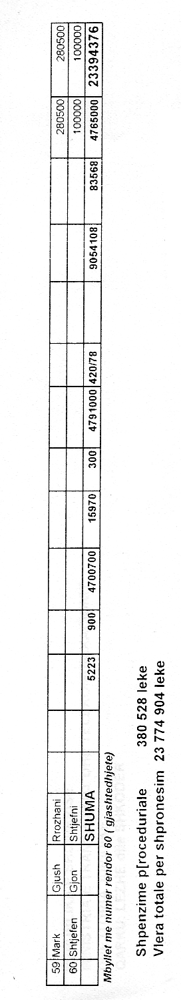 59 Mark Gjush Rrozhani 280500 280500
60 Shtjefen Gjon Shtjefni 100000 100000
SHUMA 5223 900 4700700 15970 300 4791000 420/78 9054108 83568 4765000 23394376
Mbyllet me numer rendor 60 ( gjashtedhjete)
Shpenzime p[roceduriale 380 528 leke
Vlera totale per shpronesim 23 774 904 leke